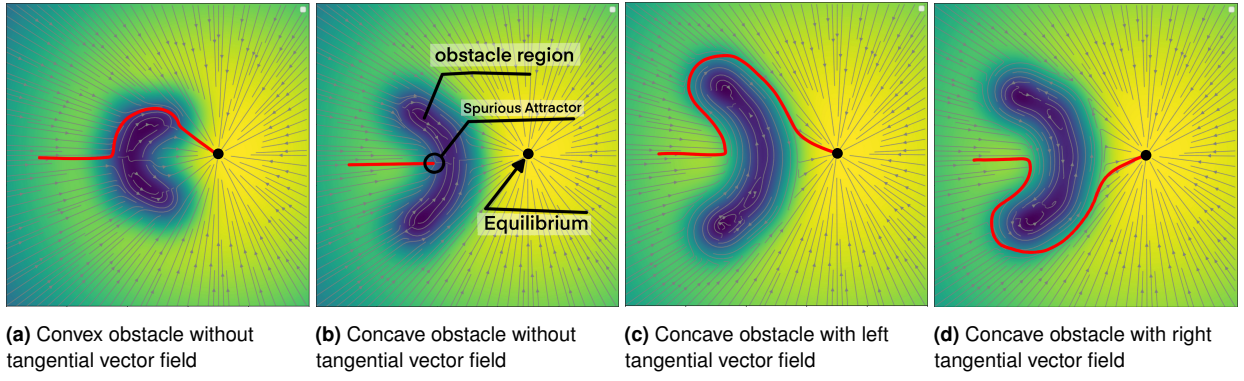 obstacle region
Spurious Attractor
Equilibrium
(a) Convex obstacle without
tangential vector field
(b) Concave obstacle without
tangential vector field
(c) Concave obstacle with left
tangential vector field
(d) Concave obstacle with right
tangential vector field